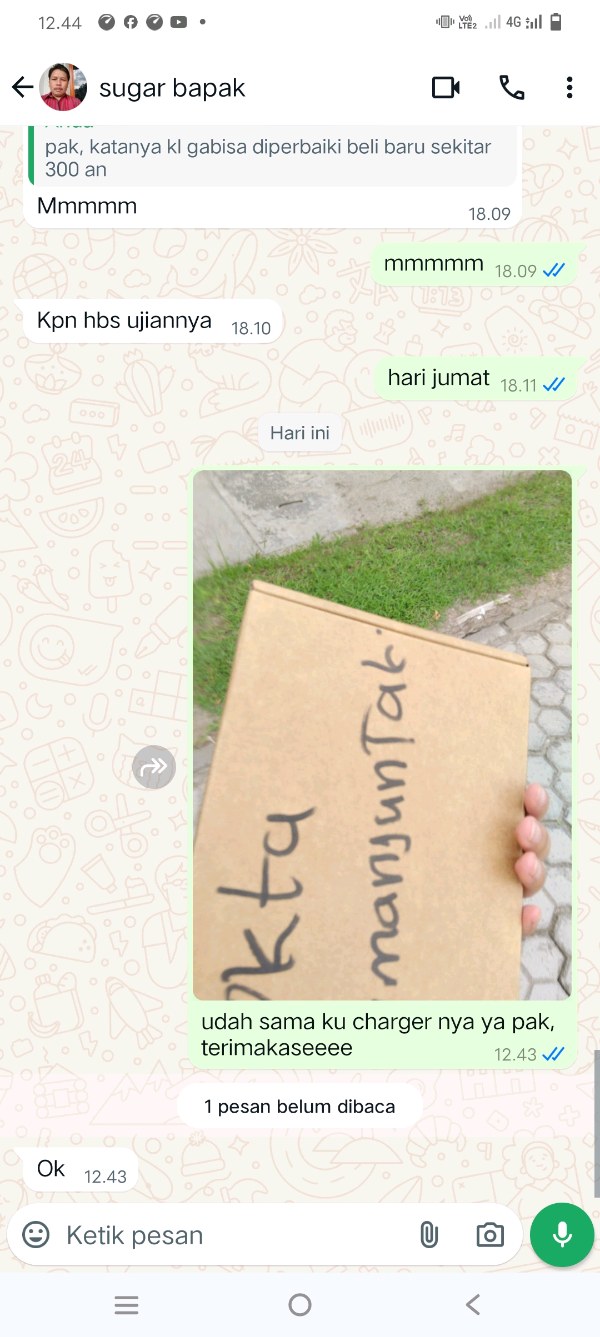 12.44
Vo)) LTE2
4G
sugar bapak
pak, katanya kl gabisa diperbaiki beli baru sekitar
300 an
Mmmmm
18.09
mmmmm 18.09
Kpn hbs ujiannya 18.10
hari jumat 18.11
Hari ini
manjunTak.
udah sama ku charger nya ya pak,
terimakaseeee
12.43
1 pesan belum dibaca
Ok 12.43
Ketik pesan